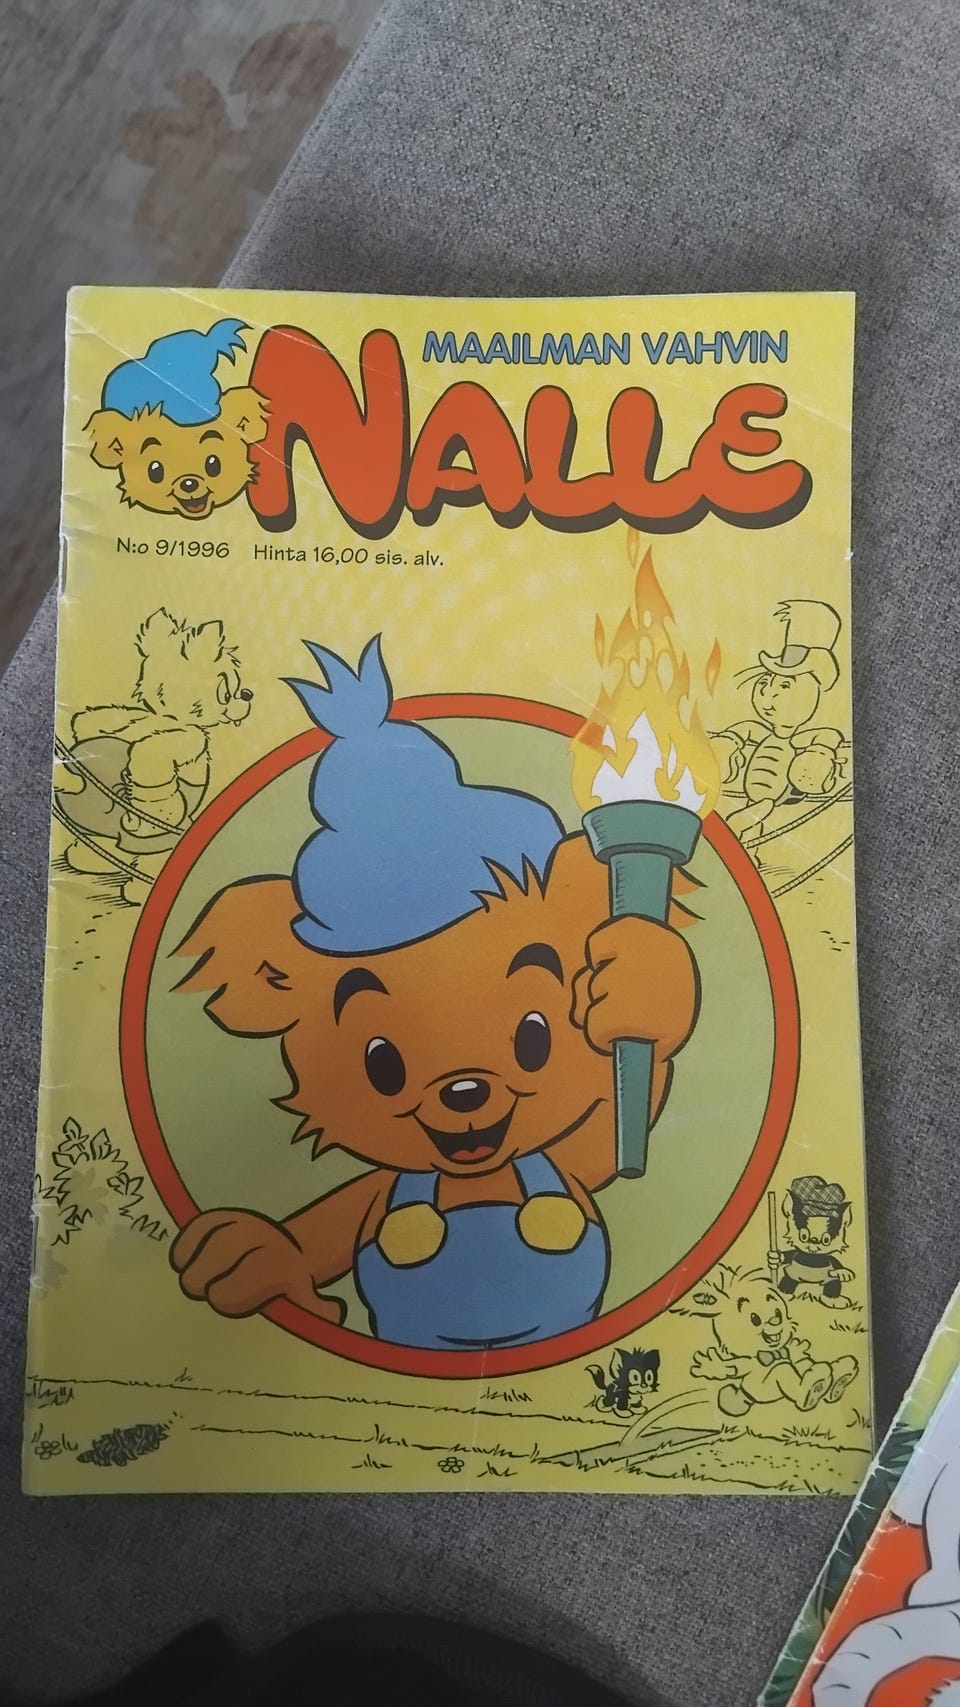 MAAILMAN VAHVIN
NALLE
N:o 9/1996 Hinta 16,00 sis. alv.